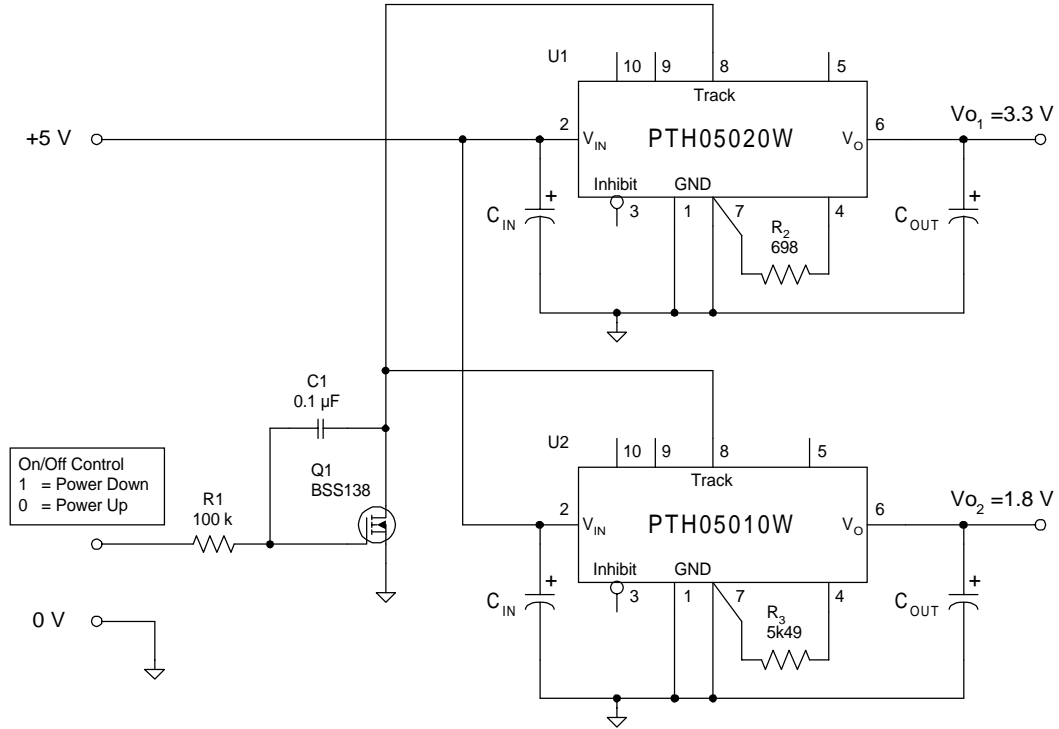 U1
10
9
8
5
Track
+5 V
2
V_IN
PTH05020W
V_O
6
Vo_1 =3.3 V
Inhibit
GND
3
1
7
4
C_IN
+
R_2
698
C_OUT
+
C1
0.1 µF
U2
10
9
8
5
Track
On/Off Control
1 = Power Down
0 = Power Up
Q1
BSS138
R1
100 k
2
V_IN
PTH05010W
V_O
6
Vo_2 =1.8 V
Inhibit
GND
3
1
7
4
C_IN
+
R_3
5k49
C_OUT
+
0 V